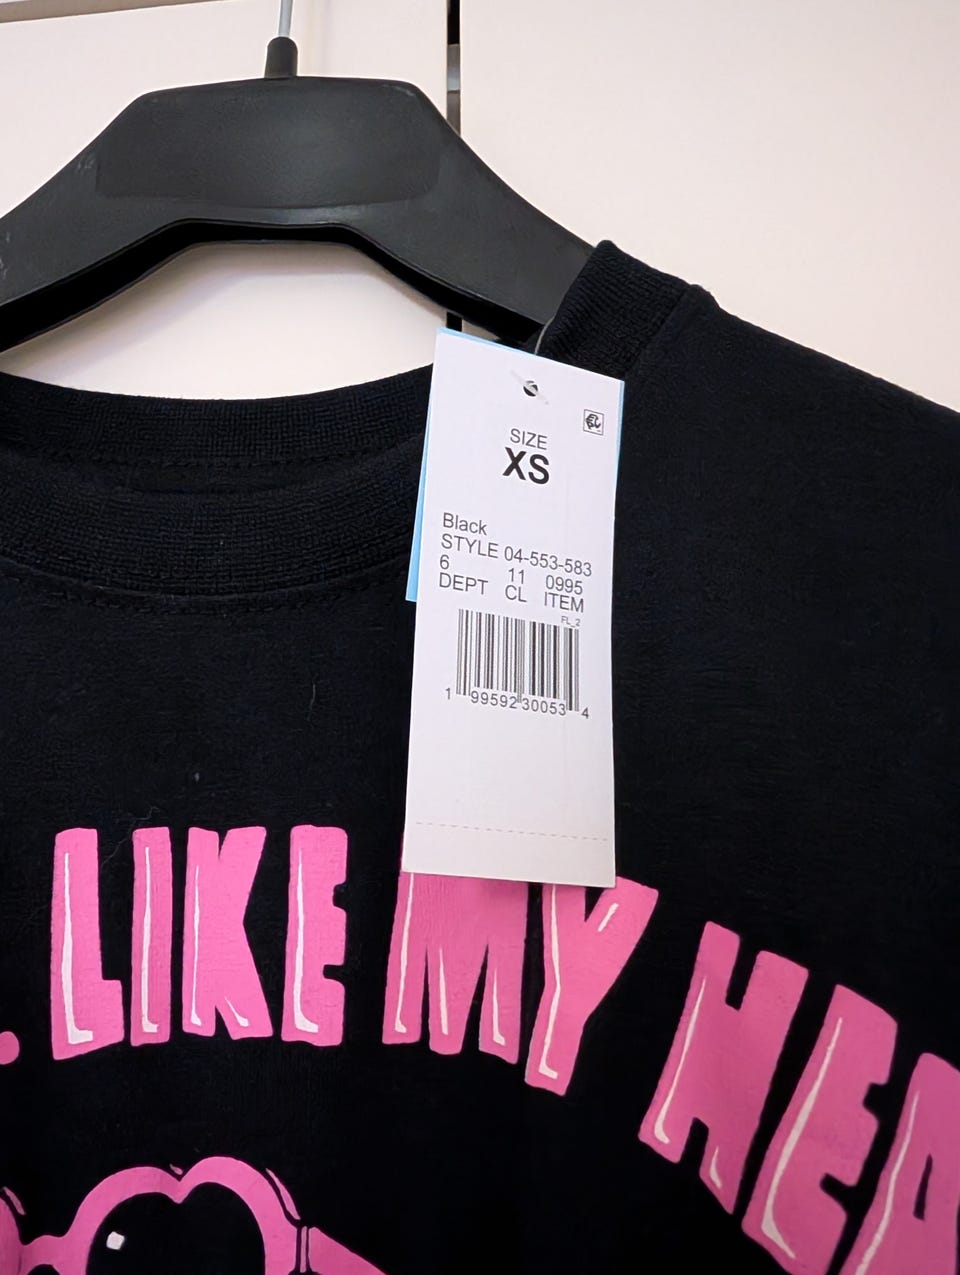 SIZE
XS
Black
STYLE 04-553-583
6 11 0995
DEPT CL ITEM
FL_2
1 99592 30053 4
. LIKE MY HEA